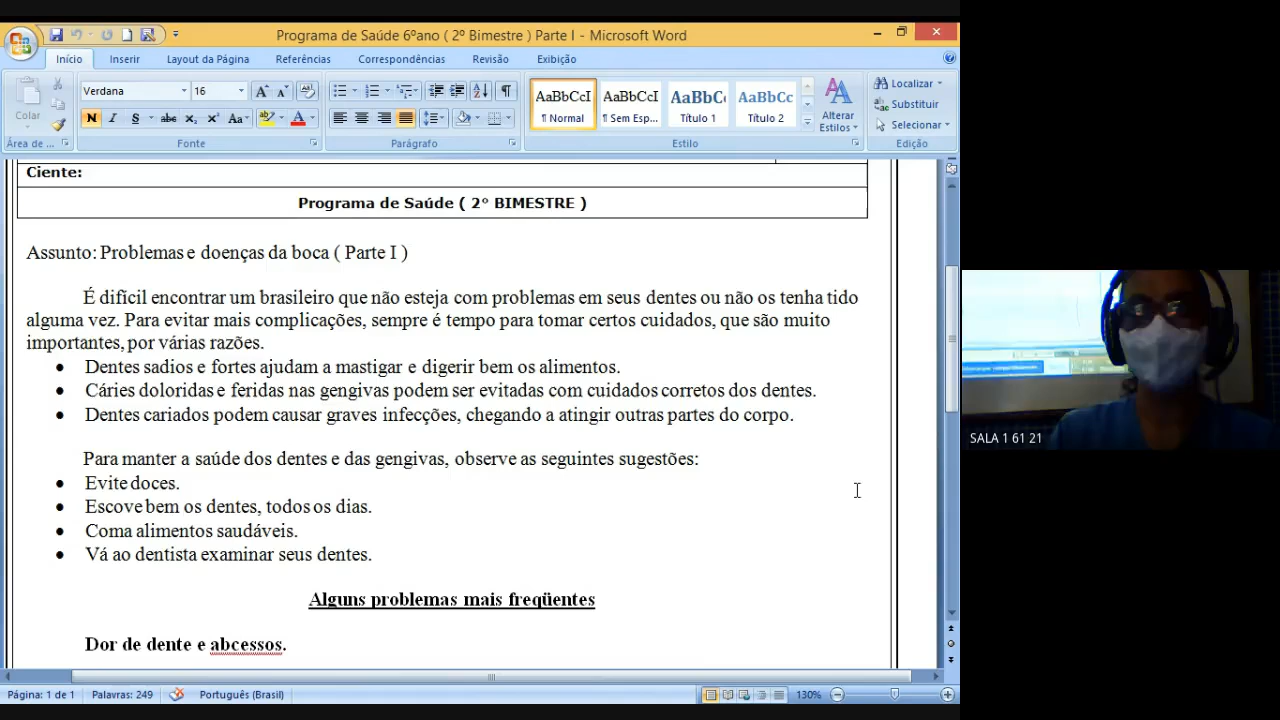 Programa de Saúde 6ºano ( 2º Bimestre ) Parte I - Microsoft Word
Início Inserir Layout da Página Referências Correspondências Revisão Exibição
Verdana 16
AaBbCcI AaBbCcI AaBbC AaBbCc
Colar
N I S abc x₂ x² Aa
¶ Normal ¶ Sem Esp... Título 1 Título 2
Alterar Estilos
Localizar
Substituir
Selecionar
Área de... Fonte Parágrafo Estilo Edição
Ciente:
Programa de Saúde ( 2° BIMESTRE )
Assunto: Problemas e doenças da boca ( Parte I )
É difícil encontrar um brasileiro que não esteja com problemas em seus dentes ou não os tenha tido
alguma vez. Para evitar mais complicações, sempre é tempo para tomar certos cuidados, que são muito
importantes, por várias razões.
• Dentes sadios e fortes ajudam a mastigar e digerir bem os alimentos.
• Cáries doloridas e feridas nas gengivas podem ser evitadas com cuidados corretos dos dentes.
• Dentes cariados podem causar graves infecções, chegando a atingir outras partes do corpo.
Para manter a saúde dos dentes e das gengivas, observe as seguintes sugestões:
• Evite doces.
• Escove bem os dentes, todos os dias.
• Coma alimentos saudáveis.
• Vá ao dentista examinar seus dentes.
Alguns problemas mais freqüentes
Dor de dente e abcessos.
Página: 1 de 1 Palavras: 249 Português (Brasil) 130%
SALA 1 61 21